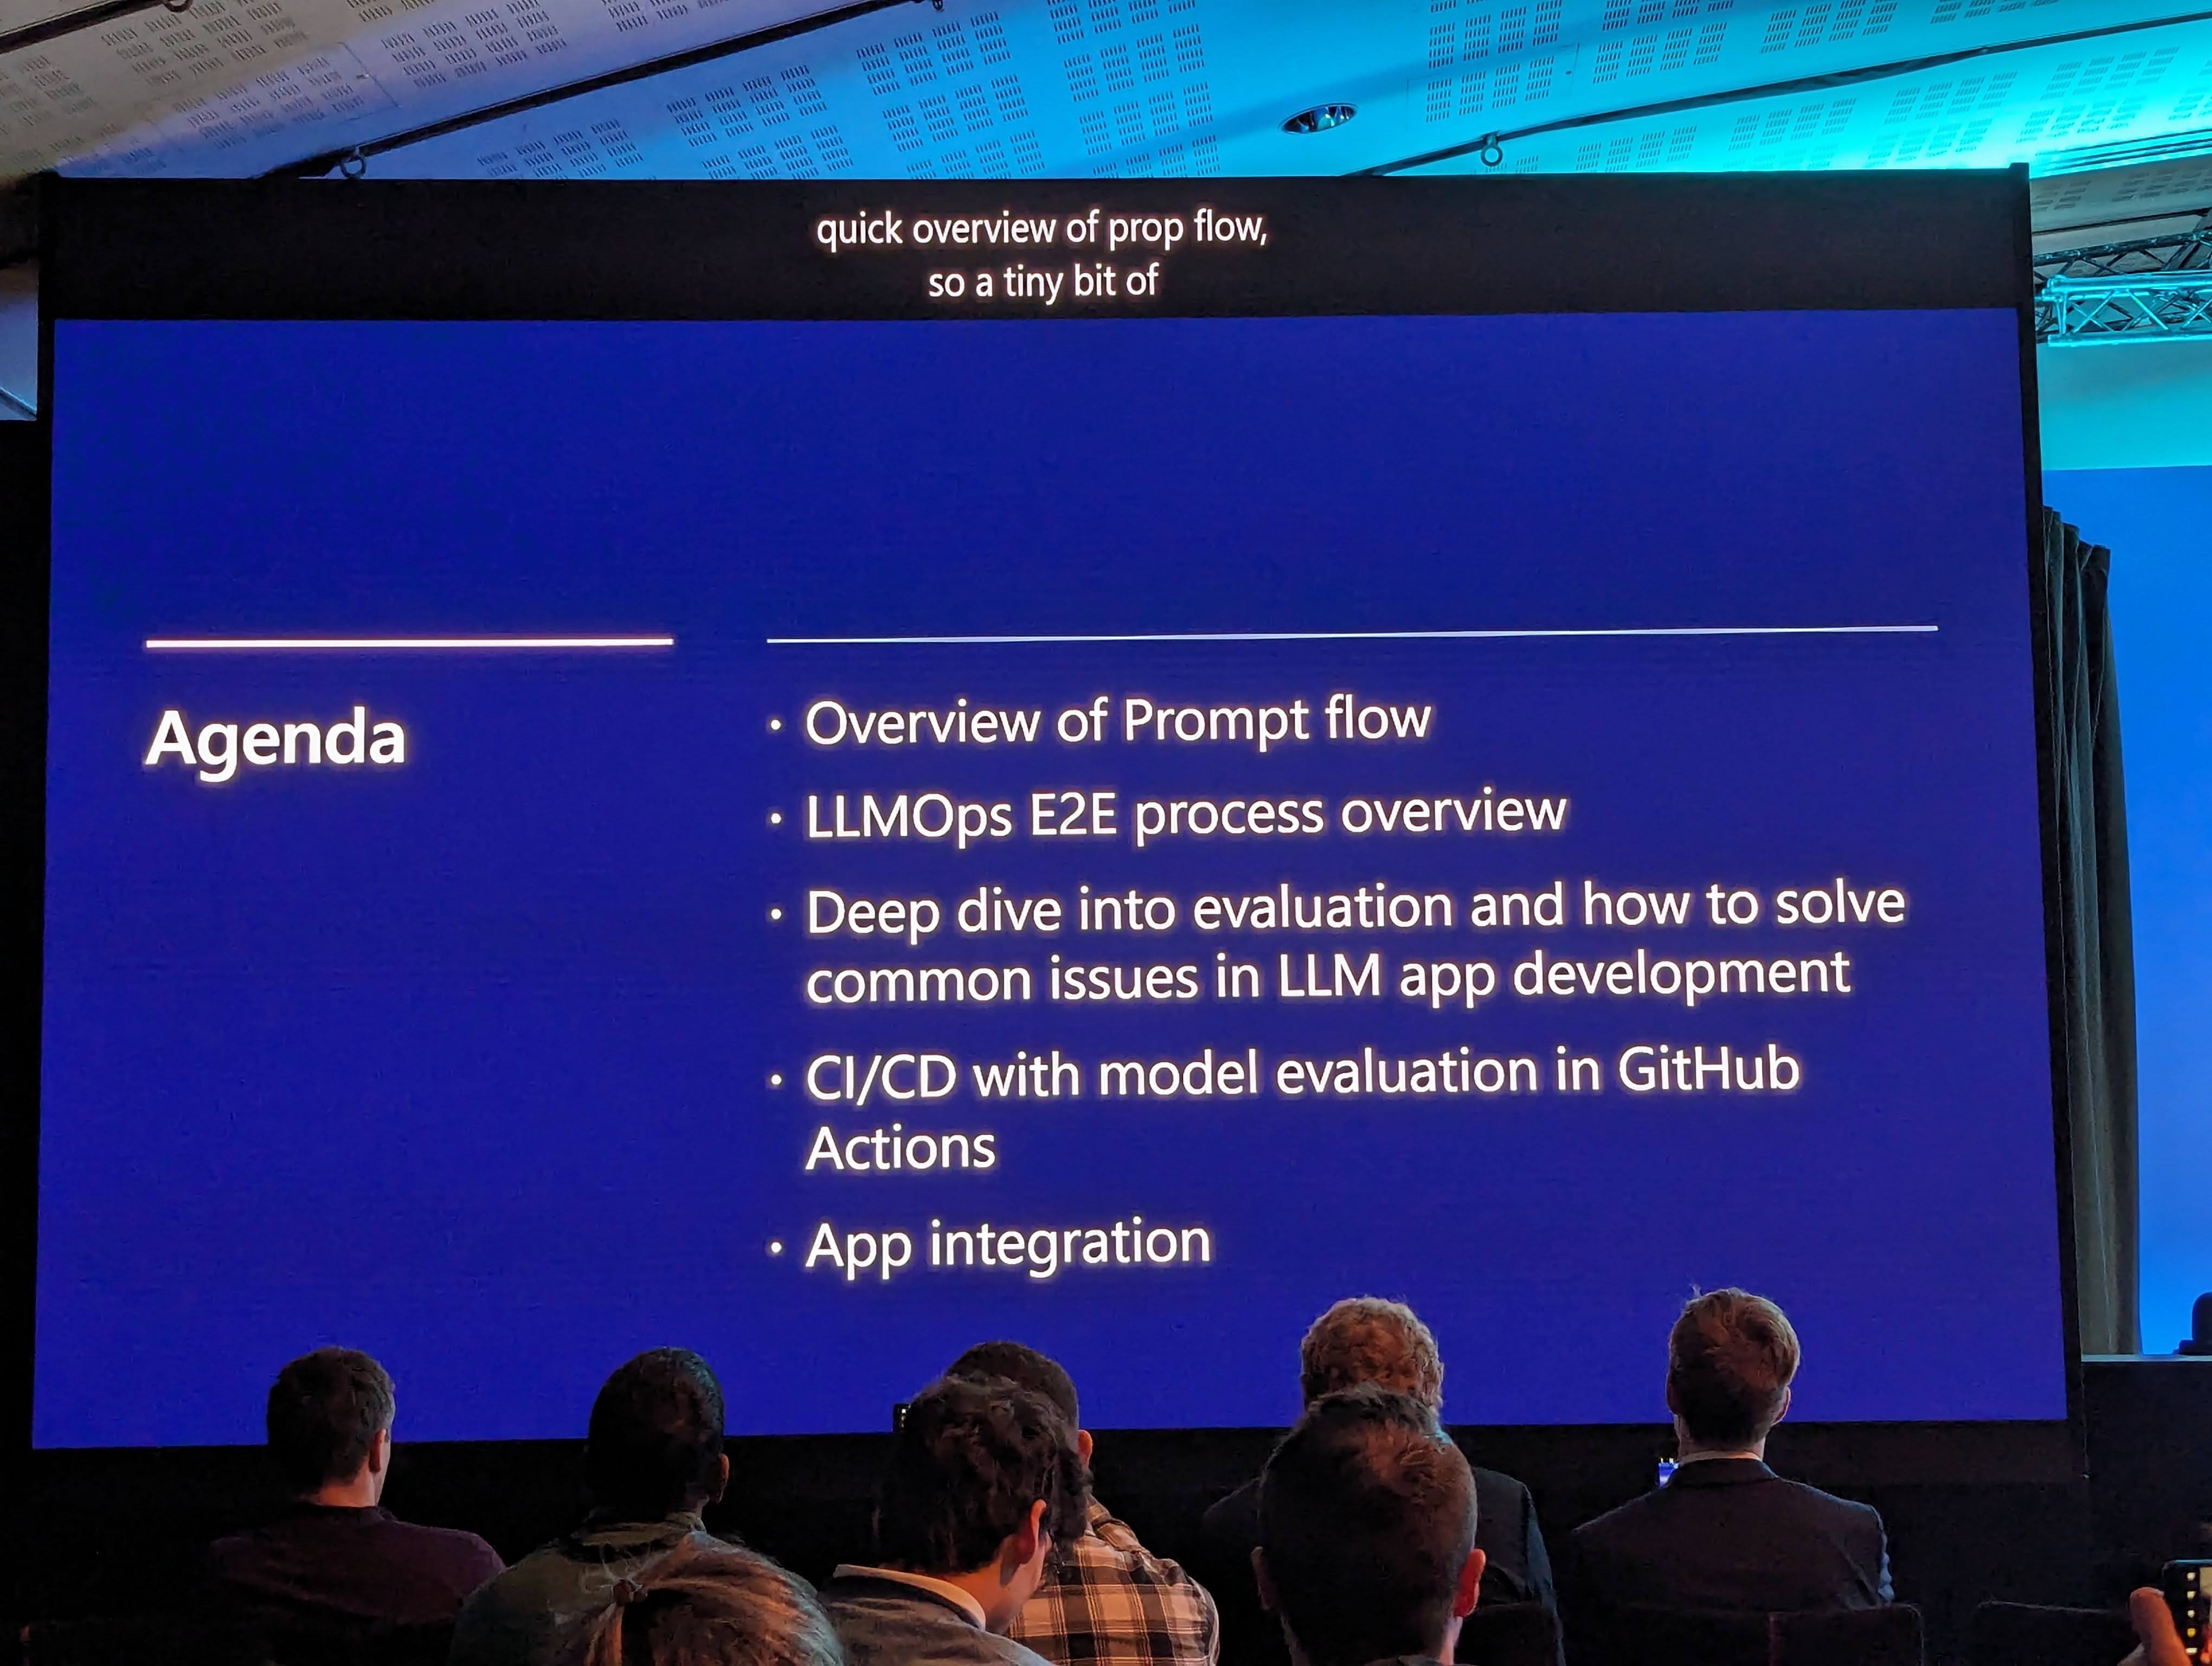 quick overview of prop flow,
so a tiny bit of
Agenda
• Overview of Prompt flow
• LLMOps E2E process overview
• Deep dive into evaluation and how to solve
common issues in LLM app development
• CI/CD with model evaluation in GitHub
Actions
• App integration